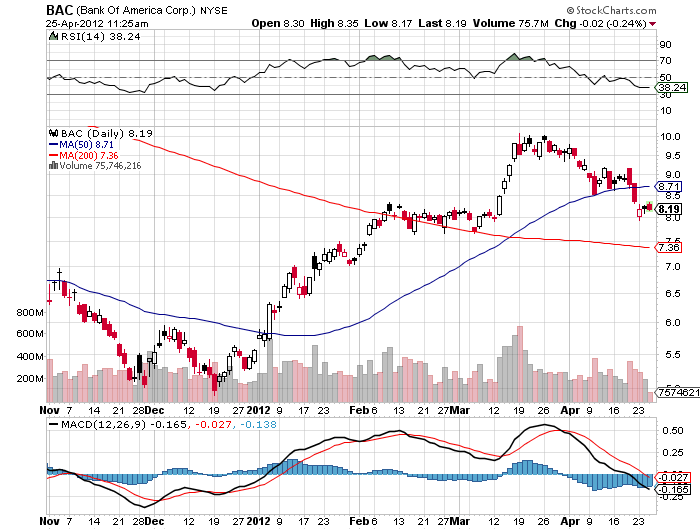 BAC (Bank Of America Corp.) NYSE © StockCharts.com
25-Apr-2012 11:25am Open 8.30 High 8.35 Low 8.17 Last 8.19 Volume 75.7M Chg -0.02 (-0.24%)
RSI(14) 38.24
90
70
50
38.24
30
10
BAC (Daily) 8.19
MA(50) 8.71
MA(200) 7.36
Volume 75,746,216
10.0
9.5
9.0
8.71
8.5
8.19
8.0
7.5
7.36
7.0
6.5
6.0
5.5
5.0
800M
600M
400M
200M
7574621
Nov 7 14 21 28 Dec 12 19 27 2012 9 17 23 Feb 6 13 21 Mar 12 19 26 Apr 9 16 23
MACD(12,26,9) -0.165, -0.027, -0.138
0.50
0.25
0.00
-0.027
-0.165
-0.25
Nov 7 14 21 28 Dec 12 19 27 2012 9 17 23 Feb 6 13 21 Mar 12 19 26 Apr 9 16 23